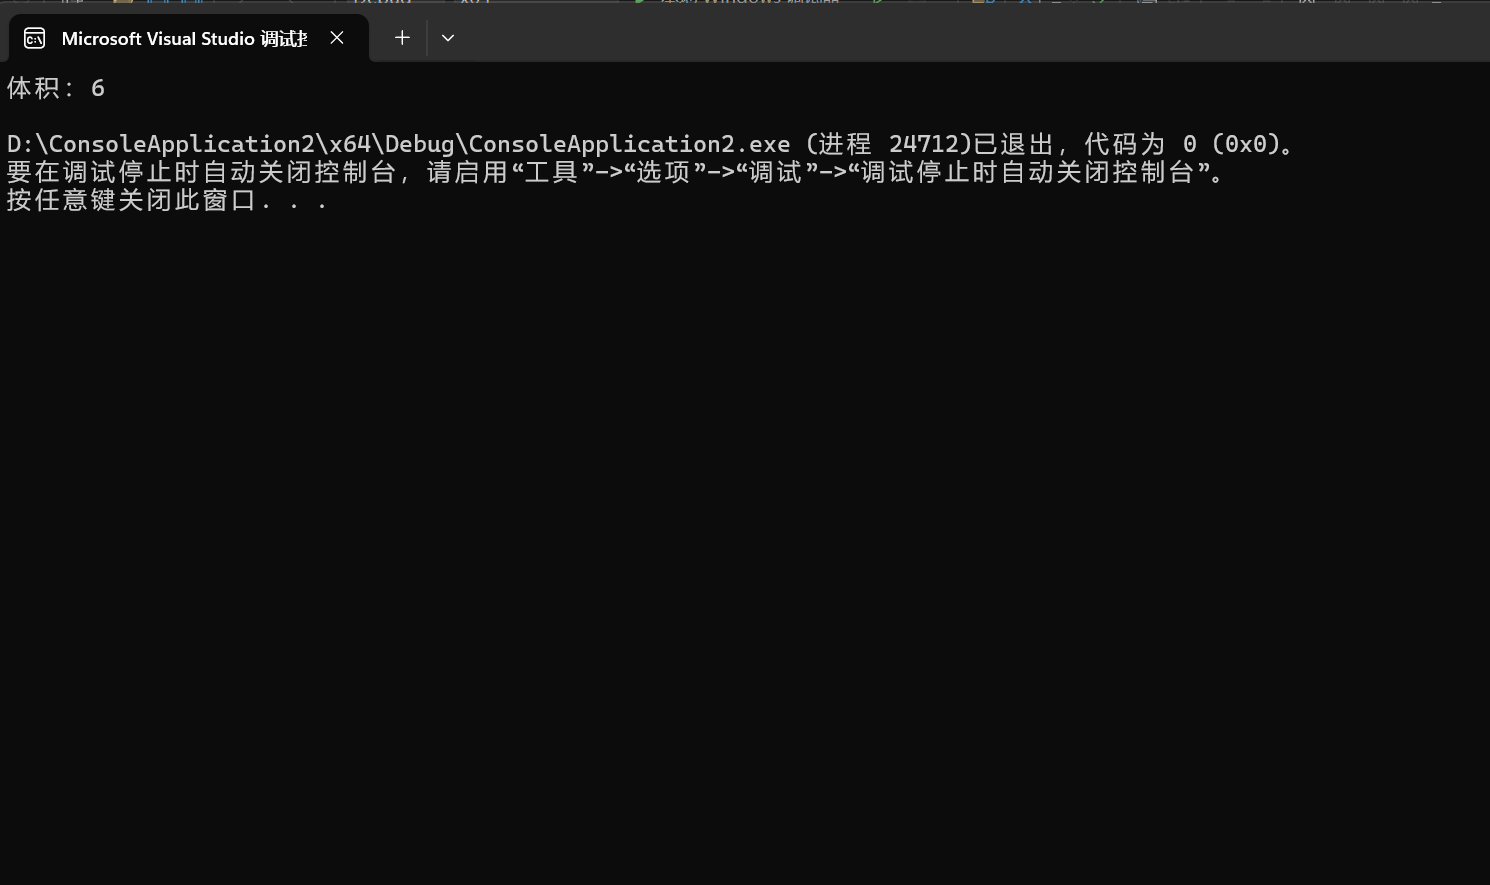 Microsoft Visual Studio 调试
体积：6
D:\ConsoleApplication2\x64\Debug\ConsoleApplication2.exe (进程 24712)已退出，代码为 0 (0x0)。
要在调试停止时自动关闭控制台，请启用“工具”->“选项”->“调试”->“调试停止时自动关闭控制台”。
按任意键关闭此窗口. . .